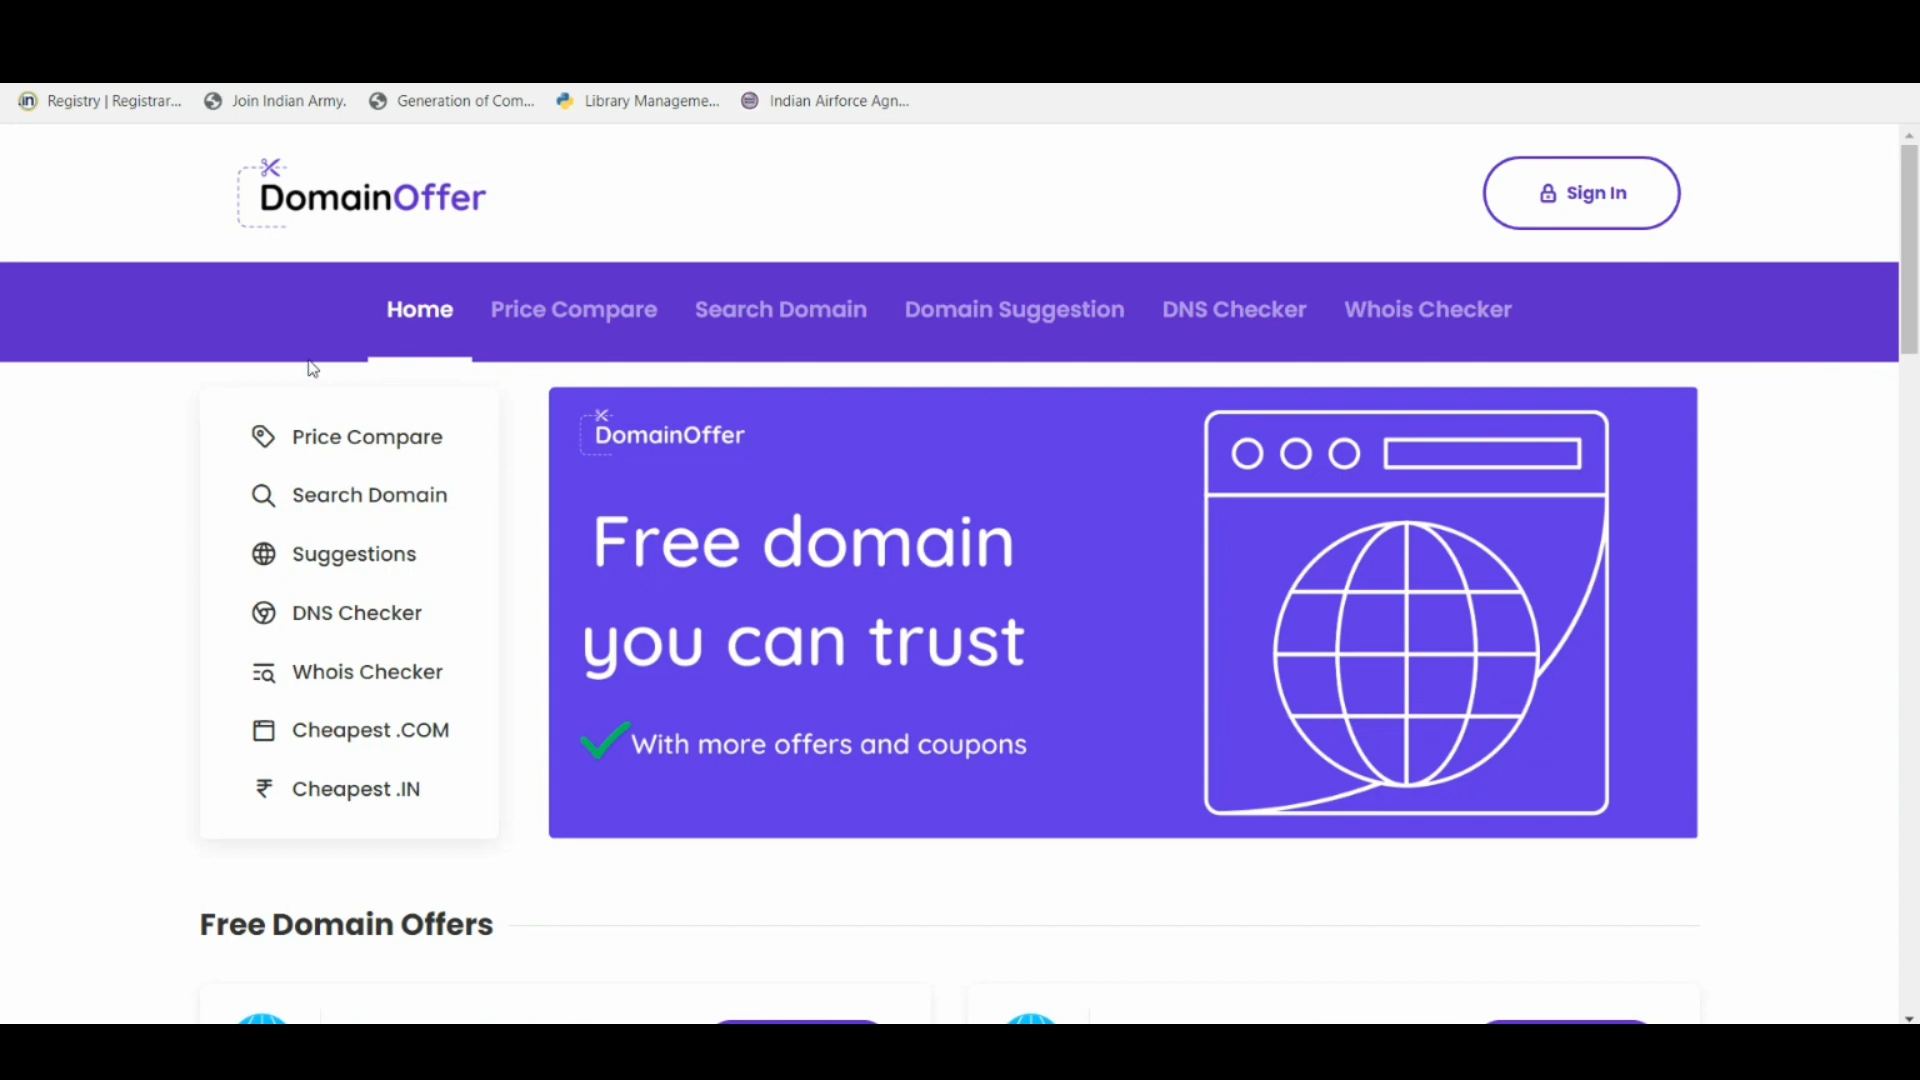 Registry | Registrar...
Join Indian Army.
Generation of Com...
Library Manageme...
Indian Airforce Agn...
DomainOffer
Sign In
Home
Price Compare
Search Domain
Domain Suggestion
DNS Checker
Whois Checker
Price Compare
Search Domain
Suggestions
DNS Checker
Whois Checker
Cheapest .COM
₹ Cheapest .IN
DomainOffer
Free domain
you can trust
With more offers and coupons
Free Domain Offers